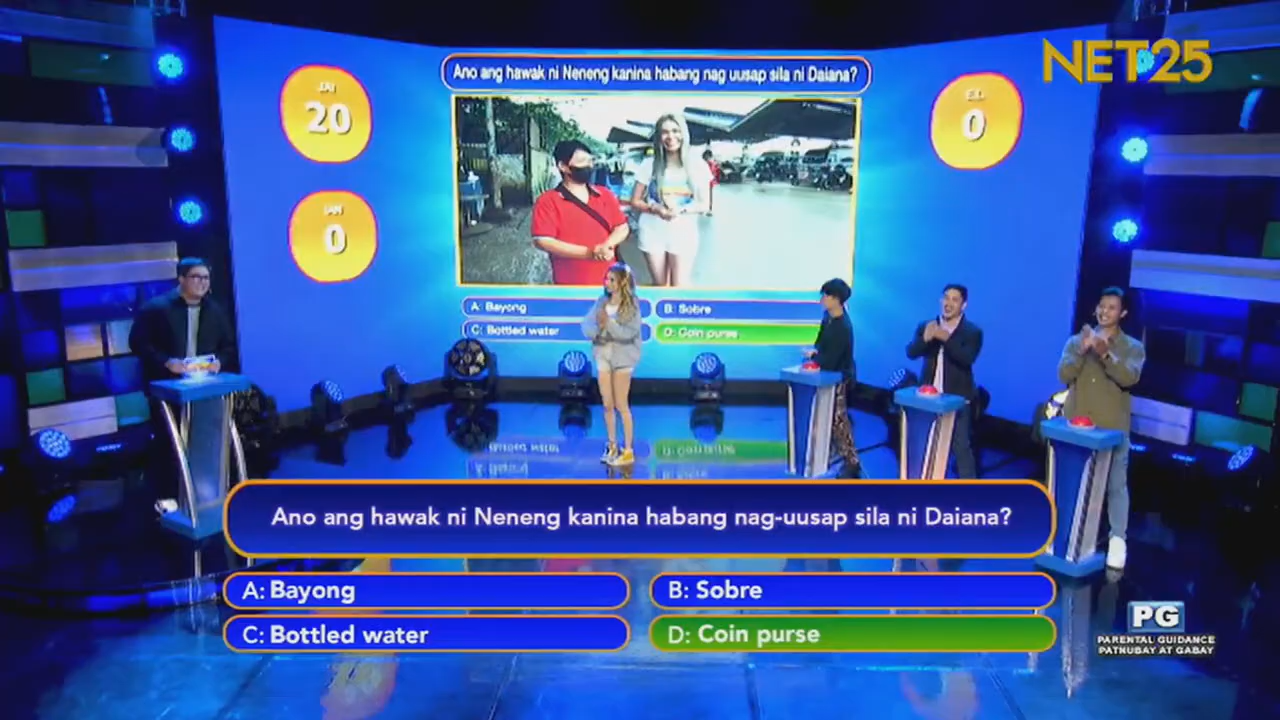 NET25
Ano ang hawak ni Neneng kanina habang nag uusap sila ni Daiana?
JAI
20
E.J.
0
IAN
0
A: Bayong
B: Sobre
C: Bottled water
D: Coin purse
Ano ang hawak ni Neneng kanina habang nag-uusap sila ni Daiana?
A: Bayong
B: Sobre
C: Bottled water
D: Coin purse
PG
PARENTAL GUIDANCE
PATNUBAY AT GABAY